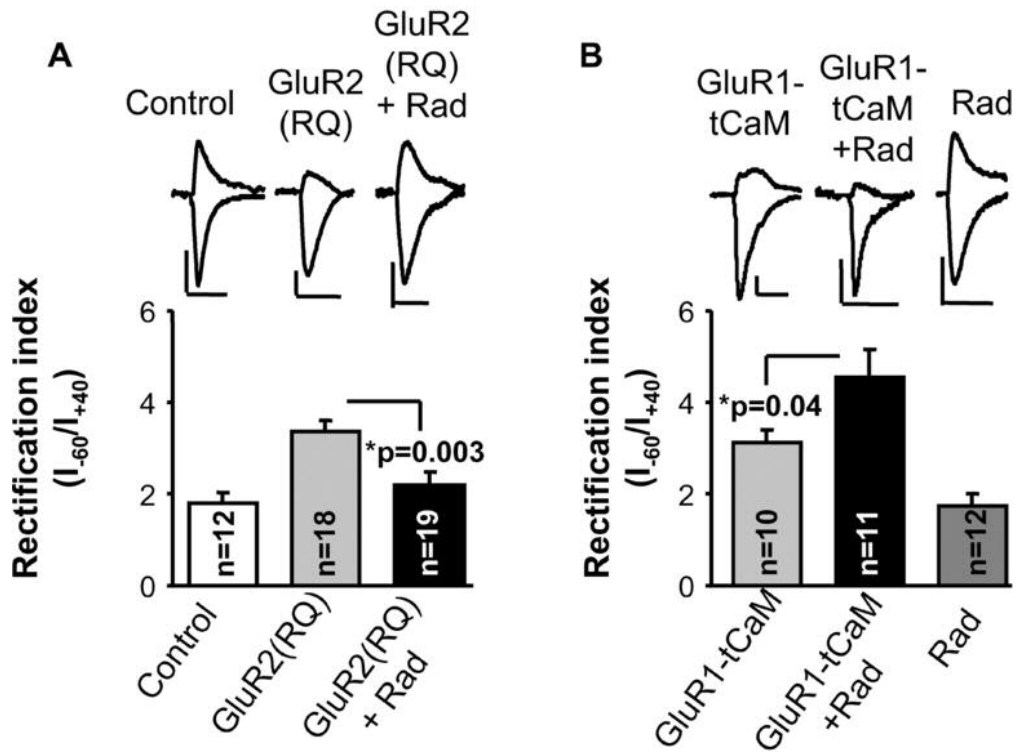 A
Control
GluR2
(RQ)
GluR2
(RQ)
+ Rad
Rectification index
(I-60/I+40)
6
4
2
0
*p=0.003
n=12
n=18
n=19
Control
GluR2(RQ)
GluR2(RQ)
+ Rad
B
GluR1-
tCaM
GluR1-
tCaM
+Rad
Rad
Rectification index
(I-60/I+40)
6
4
2
0
*p=0.04
n=10
n=11
n=12
GluR1-tCaM
GluR1-tCaM
+Rad
Rad